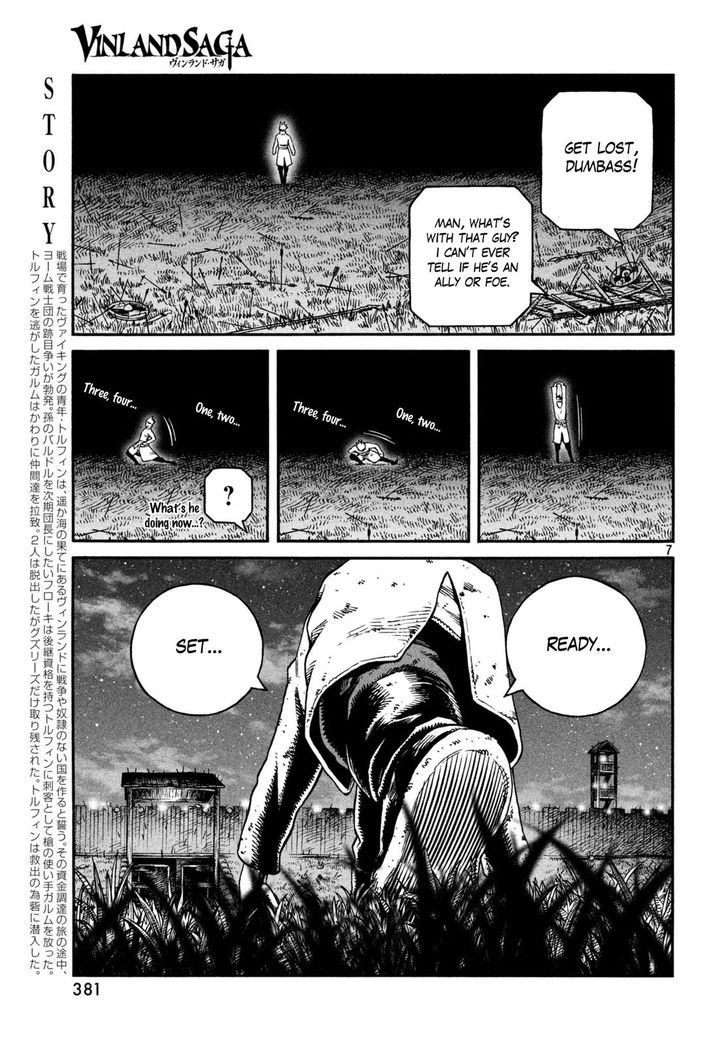 VINLAND SAGA
ヴィンランド・サガ
STORY
戦場で育ったヴァイキングの青年・トルフィンは、遥か海の果てにあるヴィンランドに戦争や奴隷のない国を作ると誓う。その資金調達の旅の途中、
ヨーム戦士団の跡目争いが勃発。孫のバルドルを次期団長にしたいフローキは後継資格を持つトルフィンに刺客として槍の使い手ガルムを放った。
トルフィンを逃がしたガルムはかわりに仲間達を拉致。２人は脱出したがグズリーズだけ取り残された。トルフィンは救出の為砦に潜入した。
GET LOST,
DUMBASS!
MAN, WHAT'S
WITH THAT GUY?
I CAN'T EVER
TELL IF HE'S AN
ALLY OR FOE.
One, two...
Three, four...
?
What's he
doing now...?
One, two...
Three, four...
7
READY...
SET...
381